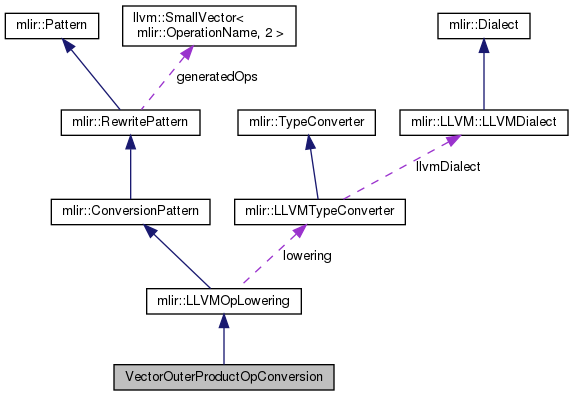 mlir::Pattern
llvm::SmallVector<
mlir::OperationName, 2 >
mlir::Dialect
generatedOps
mlir::RewritePattern
mlir::TypeConverter
mlir::LLVM::LLVMDialect
llvmDialect
mlir::ConversionPattern
mlir::LLVMTypeConverter
lowering
mlir::LLVMOpLowering
VectorOuterProductOpConversion